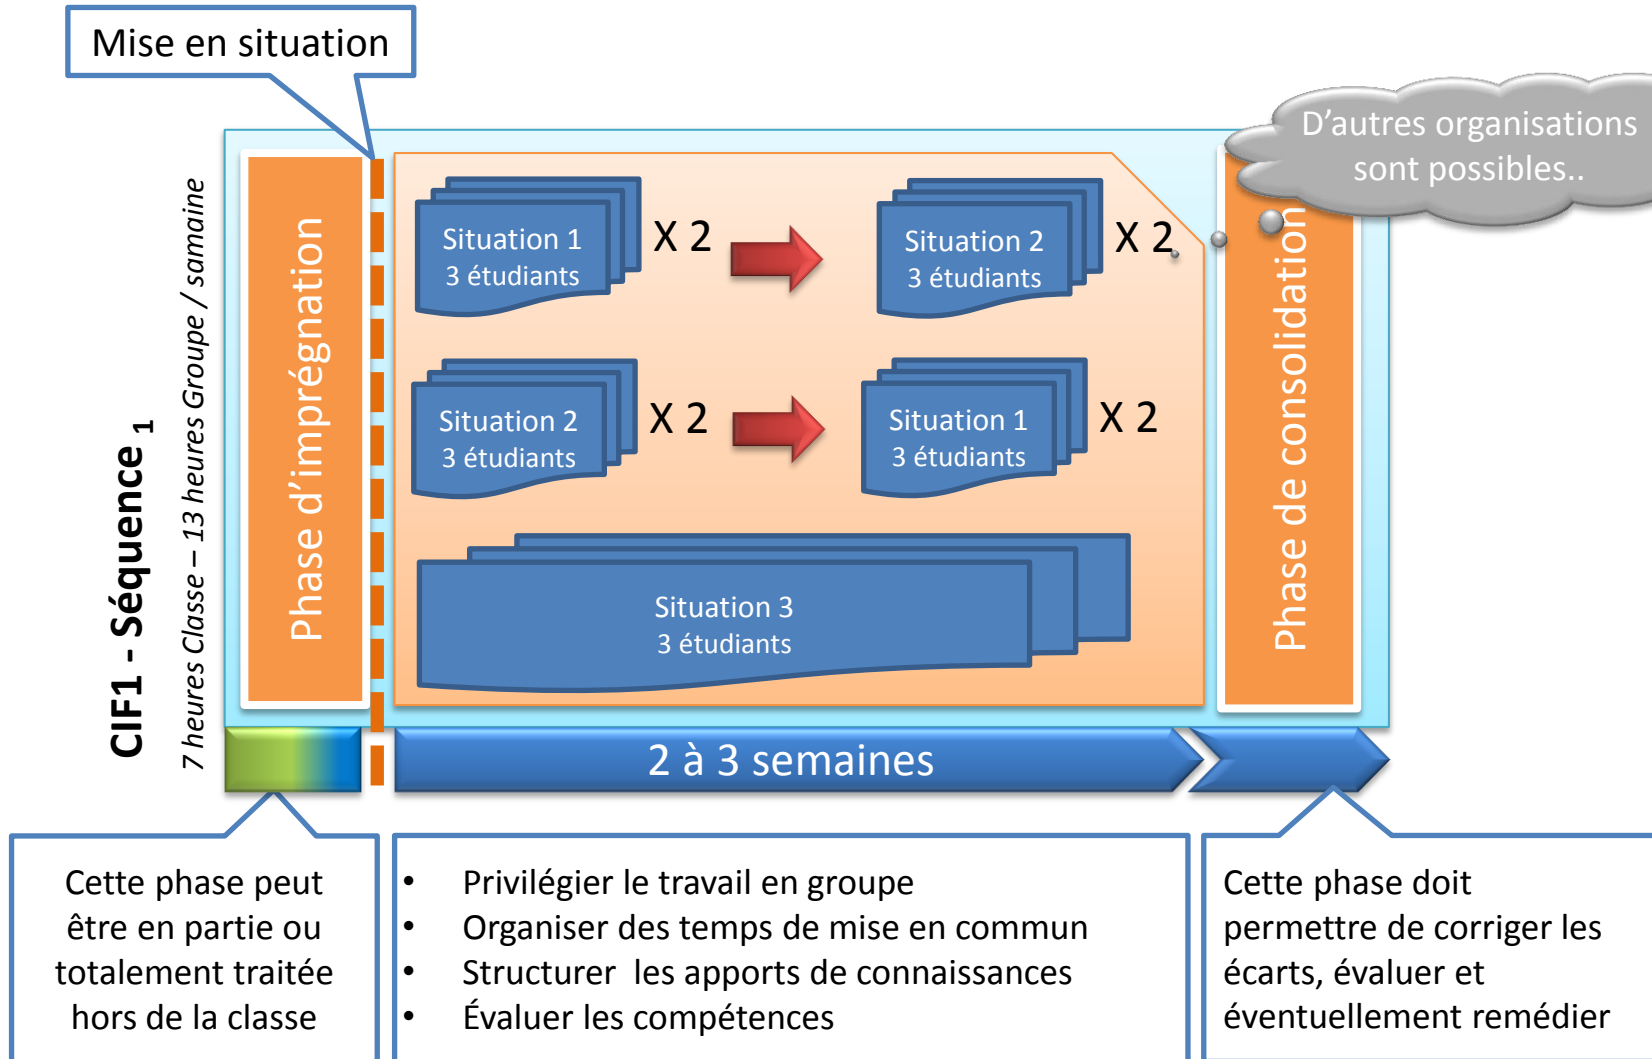 Mise en situation
D'autres organisations
sont possibles..
CIF1 - Séquence 1
7 heures Classe – 13 heures Groupe / samaine
Phase d'imprégnation
Situation 1
3 étudiants
X 2
Situation 2
3 étudiants
X 2
Situation 2
3 étudiants
X 2
Situation 1
3 étudiants
X 2
Situation 3
3 étudiants
Phase de consolidation
2 à 3 semaines
Cette phase peut
être en partie ou
totalement traitée
hors de la classe
• Privilégier le travail en groupe
• Organiser des temps de mise en commun
• Structurer les apports de connaissances
• Évaluer les compétences
Cette phase doit
permettre de corriger les
écarts, évaluer et
éventuellement remédier